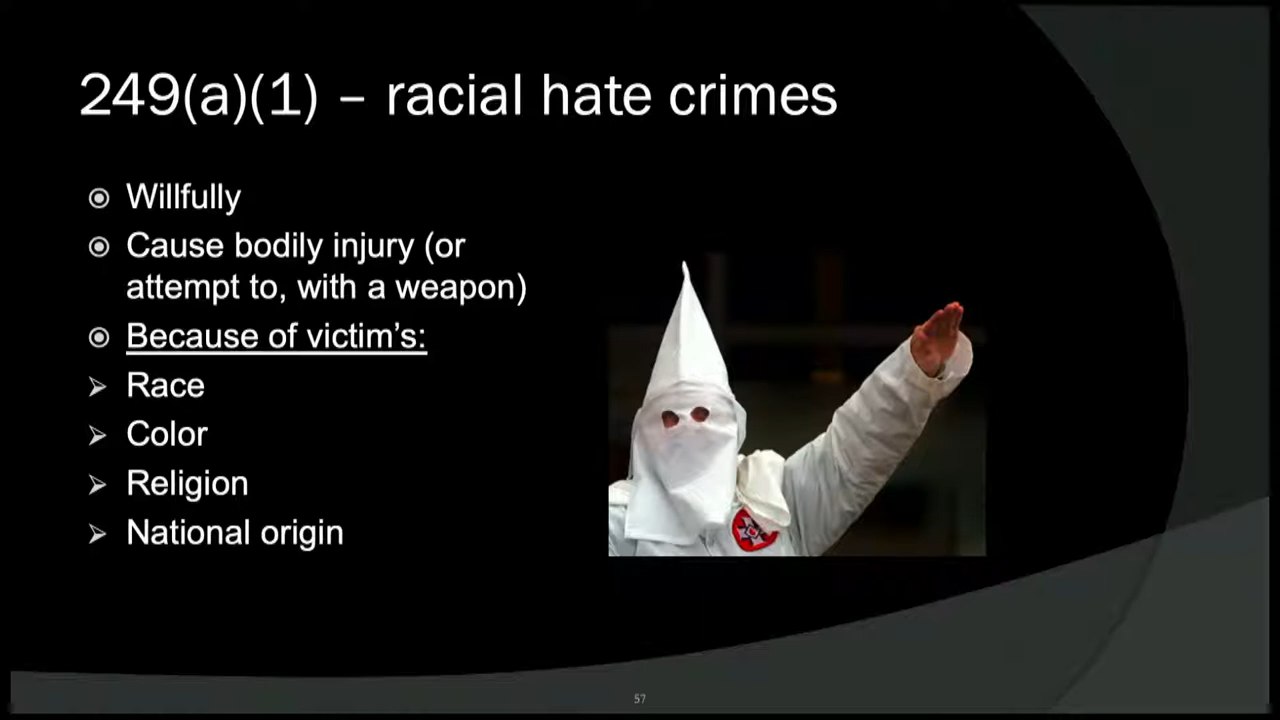 249(a)(1) – racial hate crimes
Willfully
Cause bodily injury (or
attempt to, with a weapon)
Because of victim’s:
Race
Color
Religion
National origin
57